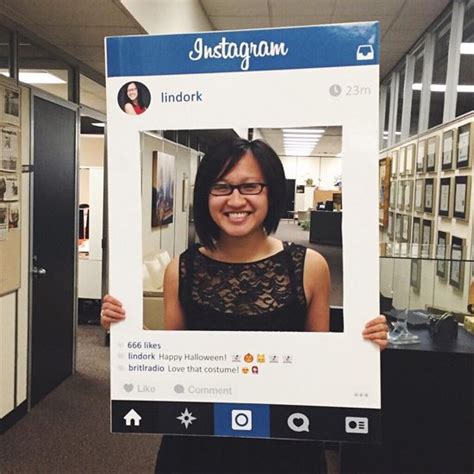 Instagram
lindork 23m
666 likes
lindork Happy Halloween!
britlradio Love that costume!
Like Comment